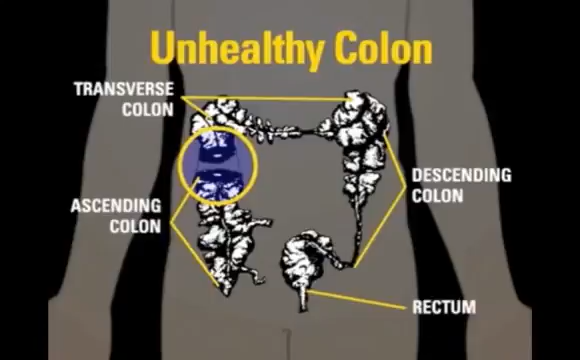 Unhealthy Colon
TRANSVERSE
COLON
ASCENDING
COLON
DESCENDING
COLON
RECTUM